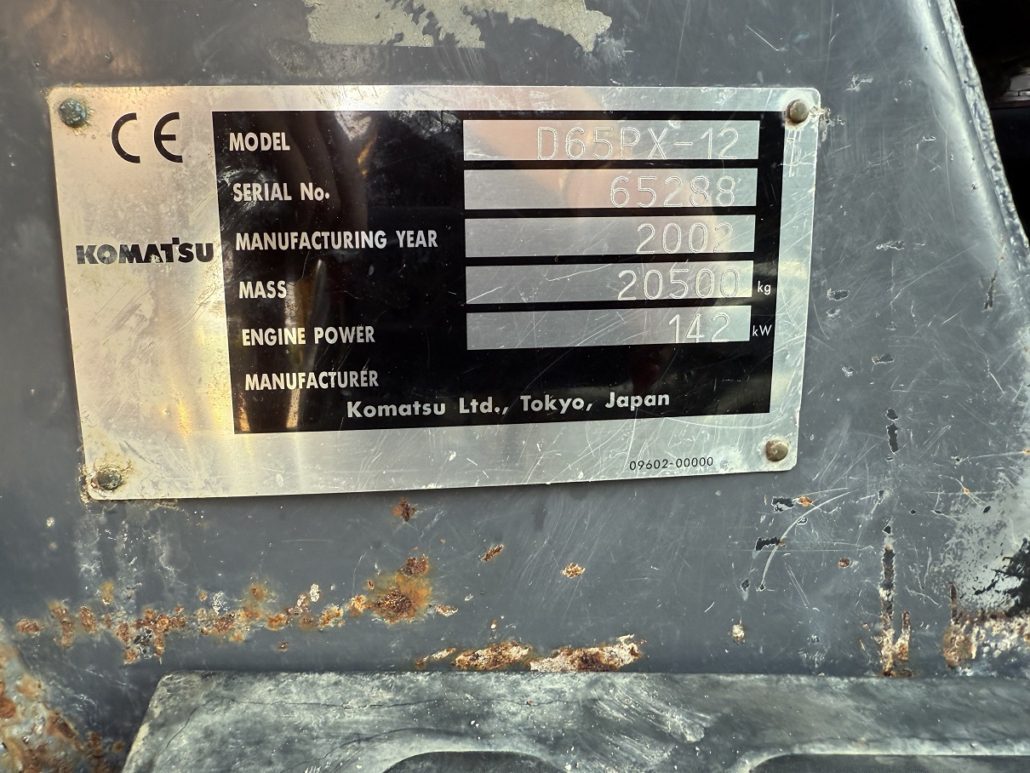 CE
KOMATSU
MODEL D65PX-12
SERIAL No. 65288
MANUFACTURING YEAR 2002
MASS 20500 kg
ENGINE POWER 142 kW
MANUFACTURER
Komatsu Ltd., Tokyo, Japan
09602-00000